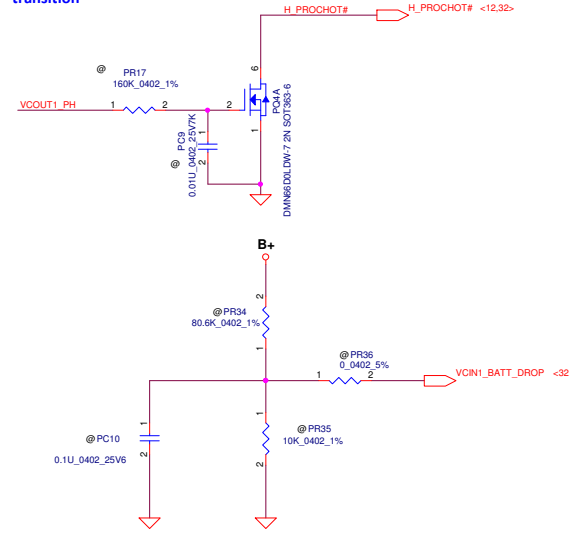 transition
H_PROCHOT#
H_PROCHOT# <12,32>
@
PR17
160K_0402_1%
VCOUT1_PH
1
2
2
6
1
PQ4A
DMN66D0LDW-7 2N SOT363-6
1
2
PC9
@
0.01U_0402_25V7K
B+
2
@ PR34
80.6K_0402_1%
1
@ PR36
0_0402_5%
1
2
VCIN1_BATT_DROP <32
1
@ PC10
2
0.1U_0402_25V6
1
@ PR35
10K_0402_1%
2